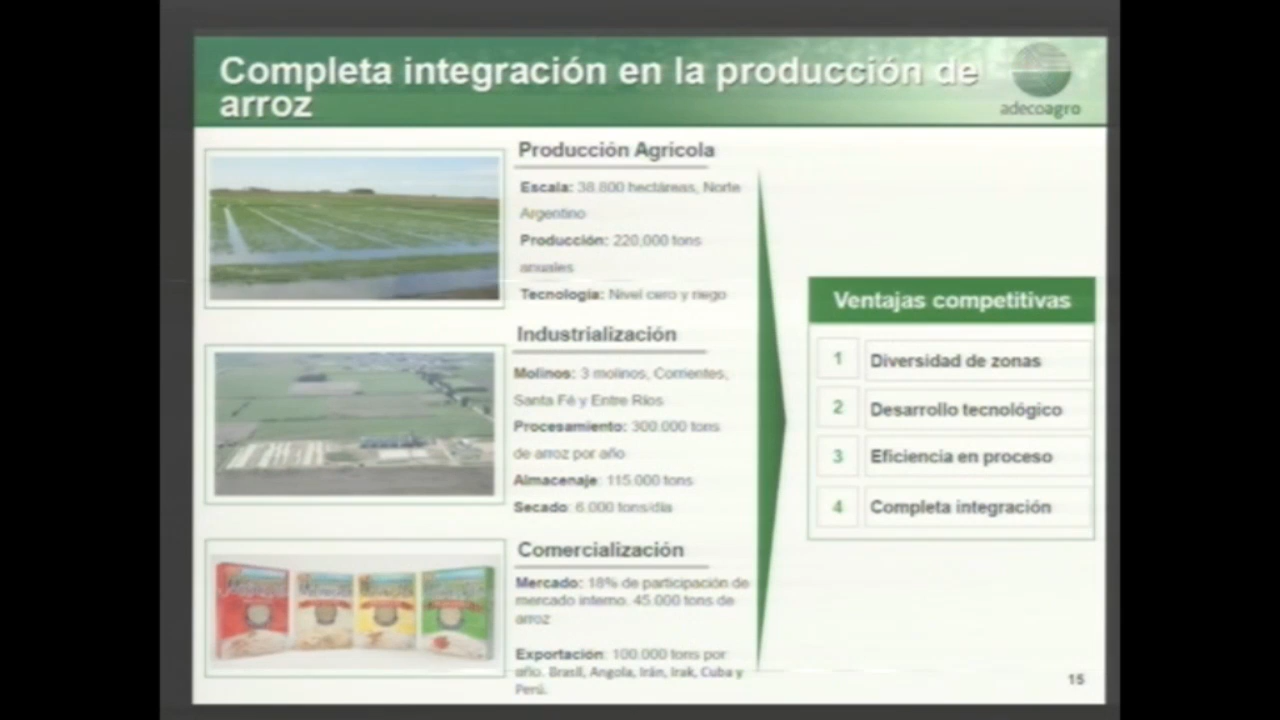 Completa integración en la producción de
arroz
adecoagro
Producción Agrícola
Escala: 38.800 hectáreas, Norte
Argentino
Producción: 220,000 tons
anuales
Tecnología: Nivel cero y riego
Industrialización
Molinos: 3 molinos, Corrientes,
Santa Fé y Entre Ríos
Procesamiento: 300.000 tons
de arroz por año
Almacenaje: 115.000 tons
Secado: 6.000 tons/día
Comercialización
Mercado: 18% de participación de
mercado interno. 45.000 tons de
arroz
Exportación: 100.000 tons por
año. Brasil, Angola, Irán, Irak, Cuba y
Perú.
Ventajas competitivas
1 Diversidad de zonas
2 Desarrollo tecnológico
3 Eficiencia en proceso
4 Completa integración
15